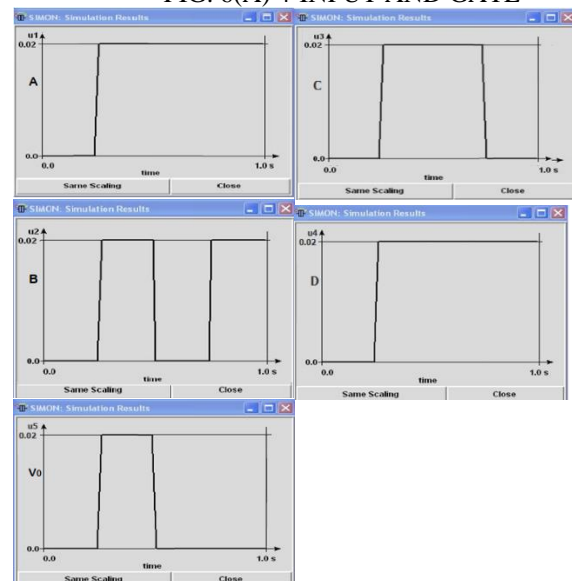 FIG. 6(A) 4 INPUT AND GATE
SIMON: Simulation Results
u1
0.02
A
0.0
0.0
1.0 s
time
Same Scaling Close
SIMON: Simulation Results
u3
0.02
C
0.0
0.0
1.0 s
time
Same Scaling Close
SIMON: Simulation Results
u2
0.02
B
0.0
0.0
1.0 s
time
Same Scaling Close
SIMON: Simulation Results
u4
0.02
D
0.0
0.0
1.0 s
time
Same Scaling Close
SIMON: Simulation Results
u5
0.02
V0
0.0
0.0
1.0 s
time
Same Scaling Close